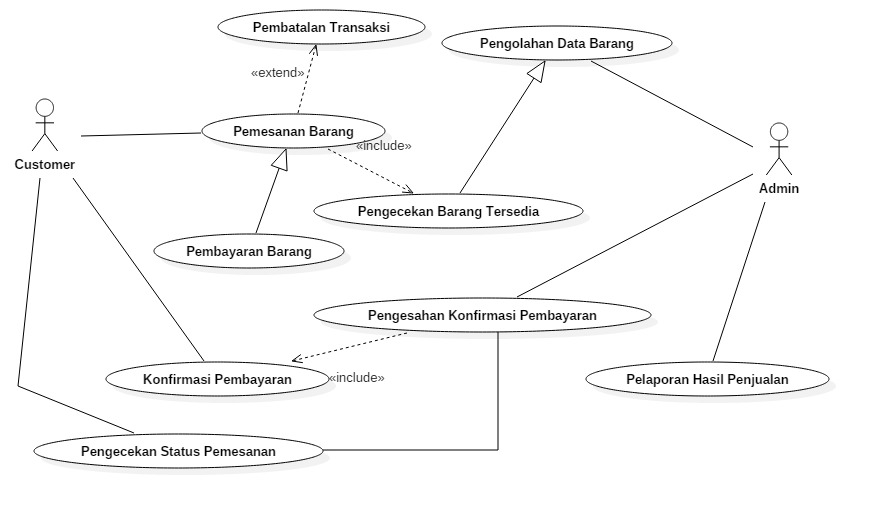 Pembatalan Transaksi
Pengolahan Data Barang
«extend»
Pemesanan Barang
«include»
Customer
Admin
Pengecekan Barang Tersedia
Pembayaran Barang
Pengesahan Konfirmasi Pembayaran
Konfirmasi Pembayaran
«include»
Pelaporan Hasil Penjualan
Pengecekan Status Pemesanan